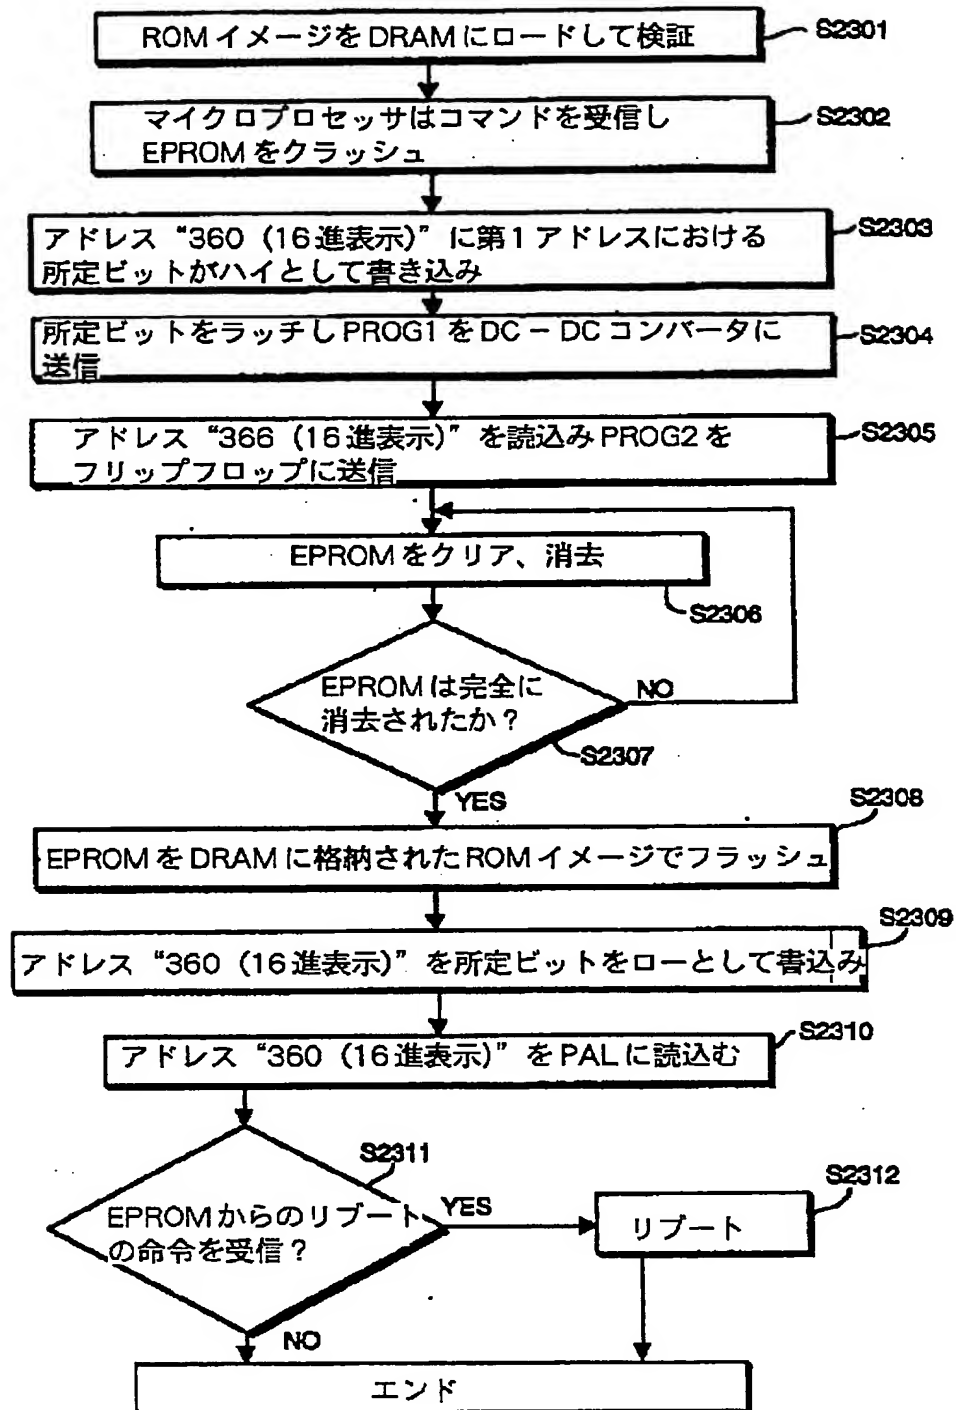 ROMイメージをDRAMにロードして検証
S2301
マイクロプロセッサはコマンドを受信し
EPROMをクラッシュ
S2302
アドレス“360（16進表示）”に第1アドレスにおける
所定ビットがハイとして書き込み
S2303
所定ビットをラッチしPROG1をDC－DCコンバータに
送信
S2304
アドレス“366（16進表示）”を読込みPROG2を
フリップフロップに送信
S2305
EPROMをクリア、消去
S2306
EPROMは完全に
消去されたか？
NO
S2307
YES
S2308
EPROMをDRAMに格納されたROMイメージでフラッシュ
S2309
アドレス“360（16進表示）”を所定ビットをローとして書込み
S2310
アドレス“360（16進表示）”をPALに読込む
S2311
EPROMからのリブート
の命令を受信？
YES
S2312
リブート
NO
エンド